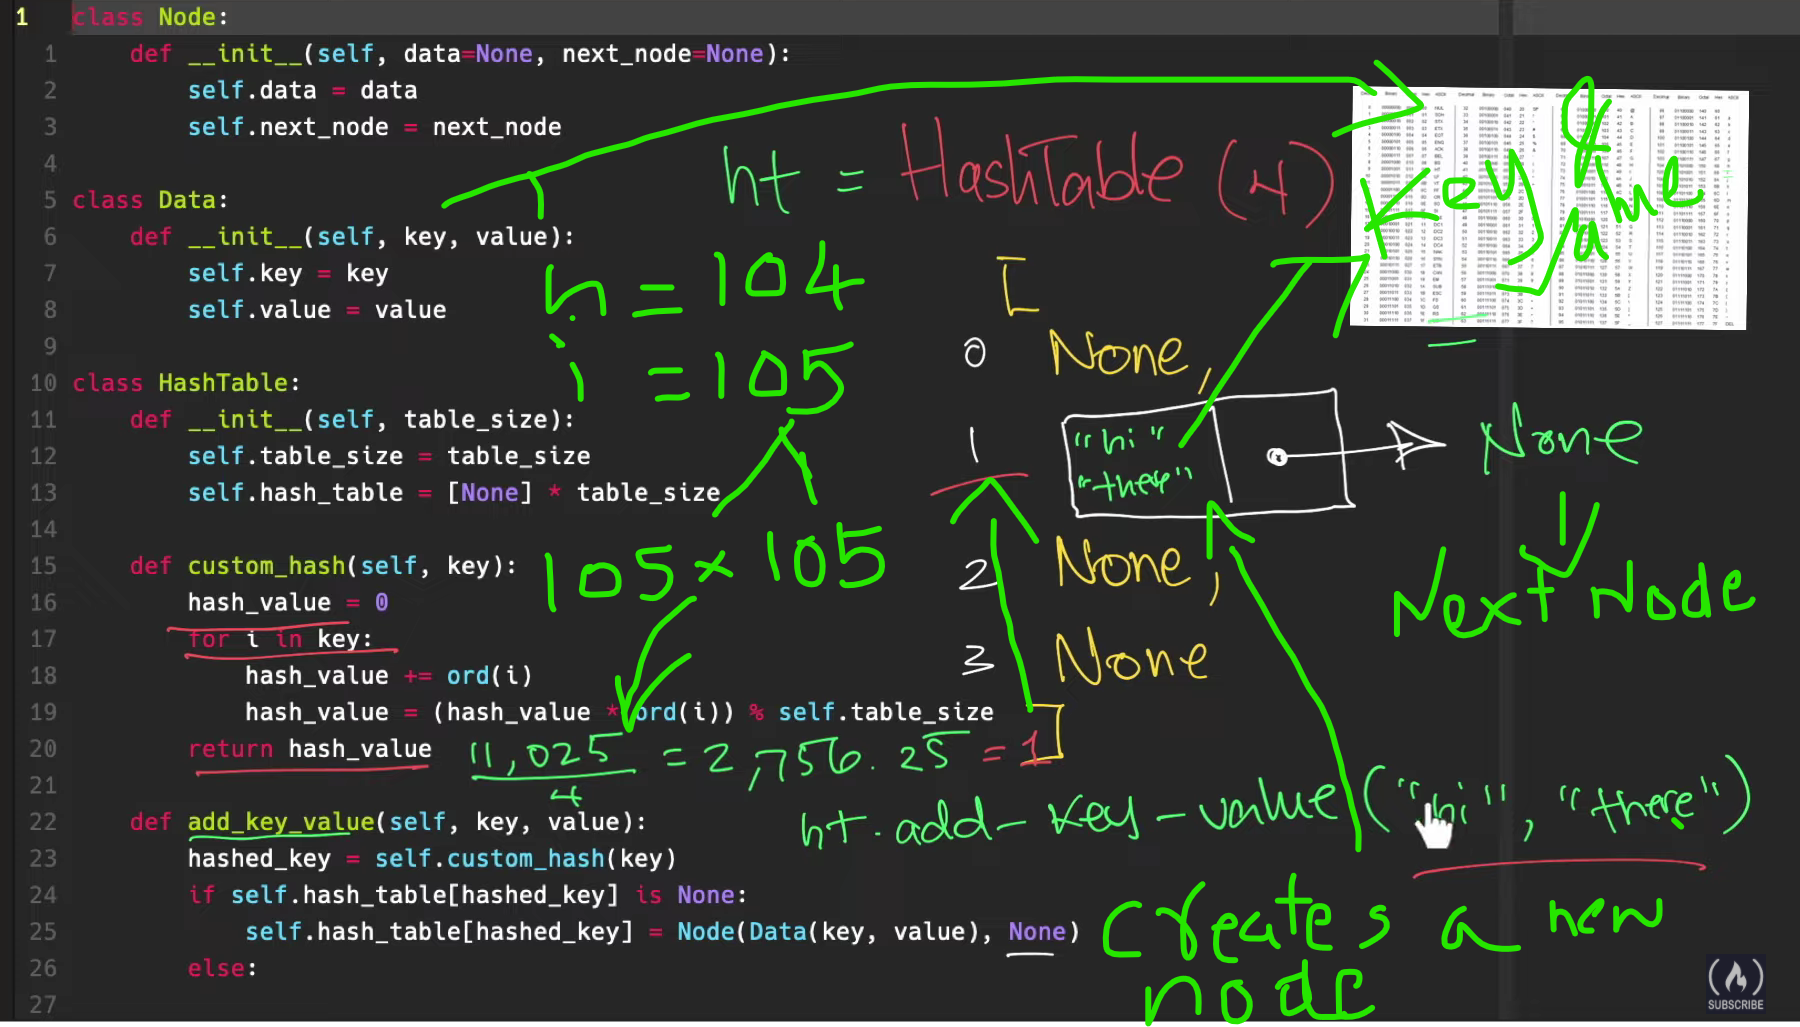 1 class Node:
1 def __init__(self, data=None, next_node=None):
2 self.data = data
3 self.next_node = next_node
4
5 class Data:
6 def __init__(self, key, value):
7 self.key = key
8 self.value = value
9
10 class HashTable:
11 def __init__(self, table_size):
12 self.table_size = table_size
13 self.hash_table = [None] * table_size
14
15 def custom_hash(self, key):
16 hash_value = 0
17 for i in key:
18 hash_value += ord(i)
19 hash_value = (hash_value * ord(i)) % self.table_size
20 return hash_value
21
22 def add_key_value(self, key, value):
23 hashed_key = self.custom_hash(key)
24 if self.hash_table[hashed_key] is None:
25 self.hash_table[hashed_key] = Node(Data(key, value), None)
26 else:
27
ht = HashTable (4)
Key &
Value
h = 104
i = 105
105 x 105
11,025
4
= 2,756.25 = 1
[
0 None,
1 "hi"
"there"
None
2 None,
3 None
]
Next Node
ht.add-key-value ("hi", "there")
creates a new
node
SUBSCRIBE